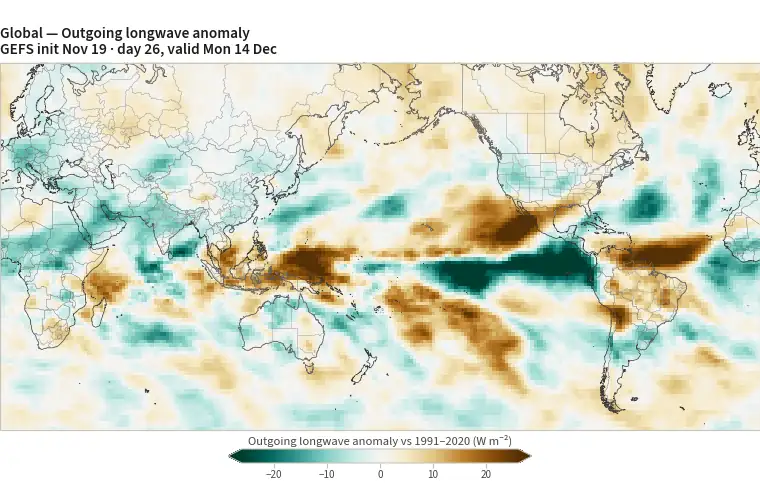 Global — Outgoing longwave anomaly
GEFS init Nov 19 · day 26, valid Mon 14 Dec
Outgoing longwave anomaly vs 1991–2020 (W m⁻²)
−20 −10 0 10 20